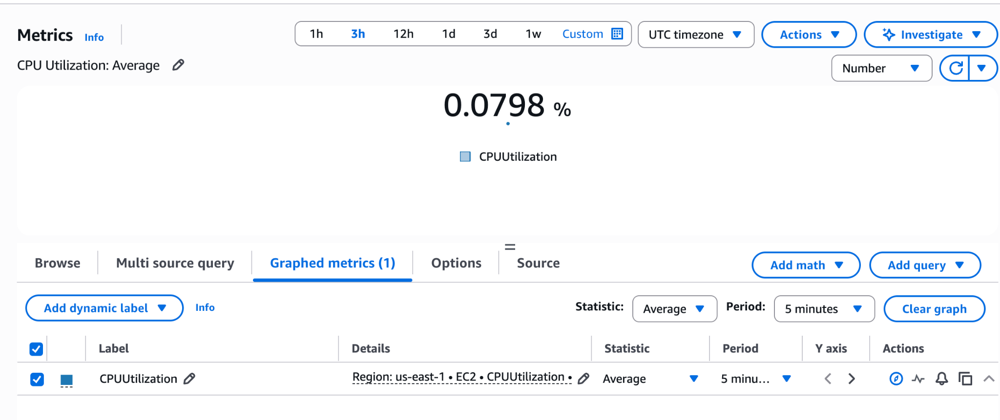 Metrics Info 1h 3h 12h 1d 3d 1w Custom UTC timezone Actions Investigate
CPU Utilization: Average Number
0.0798 %
CPUUtilization
Browse Multi source query Graphed metrics (1) Options Source Add math Add query
Add dynamic label Info Statistic: Average Period: 5 minutes Clear graph
Label Details Statistic Period Y axis Actions
CPUUtilization Region: us-east-1 • EC2 • CPUUtilization • Average 5 minu...